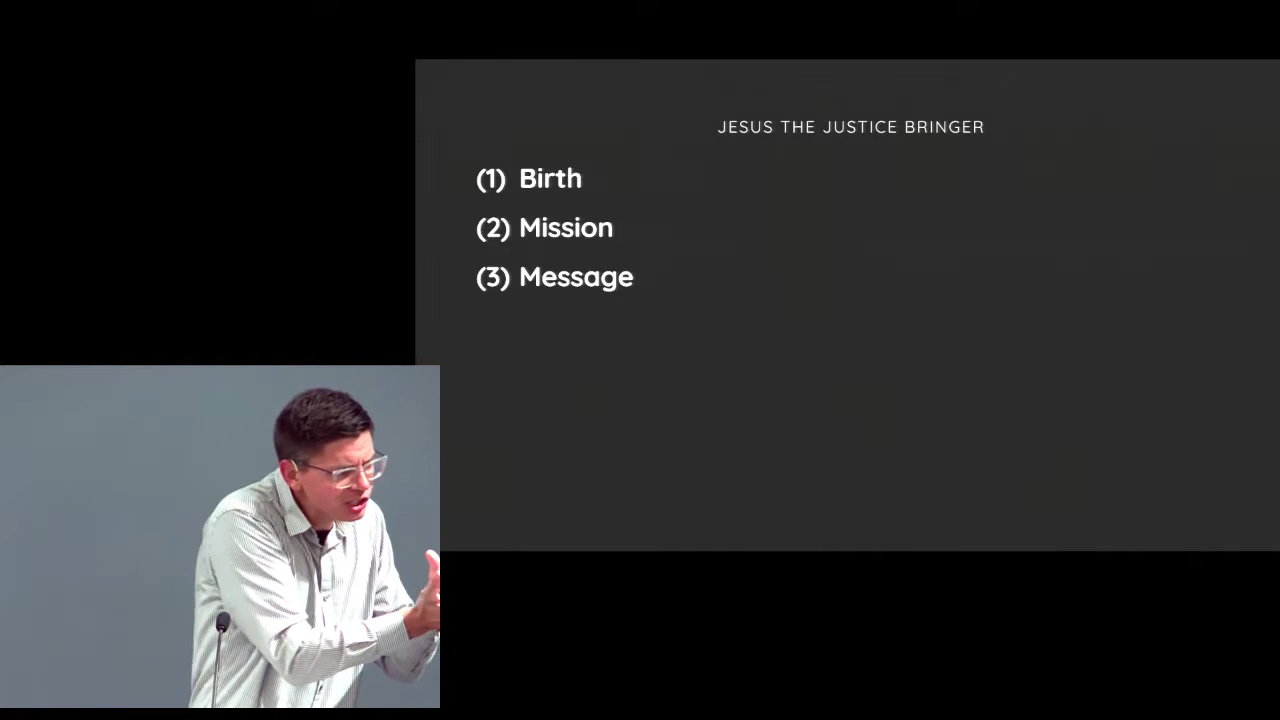 JESUS THE JUSTICE BRINGER
(1) Birth
(2) Mission
(3) Message